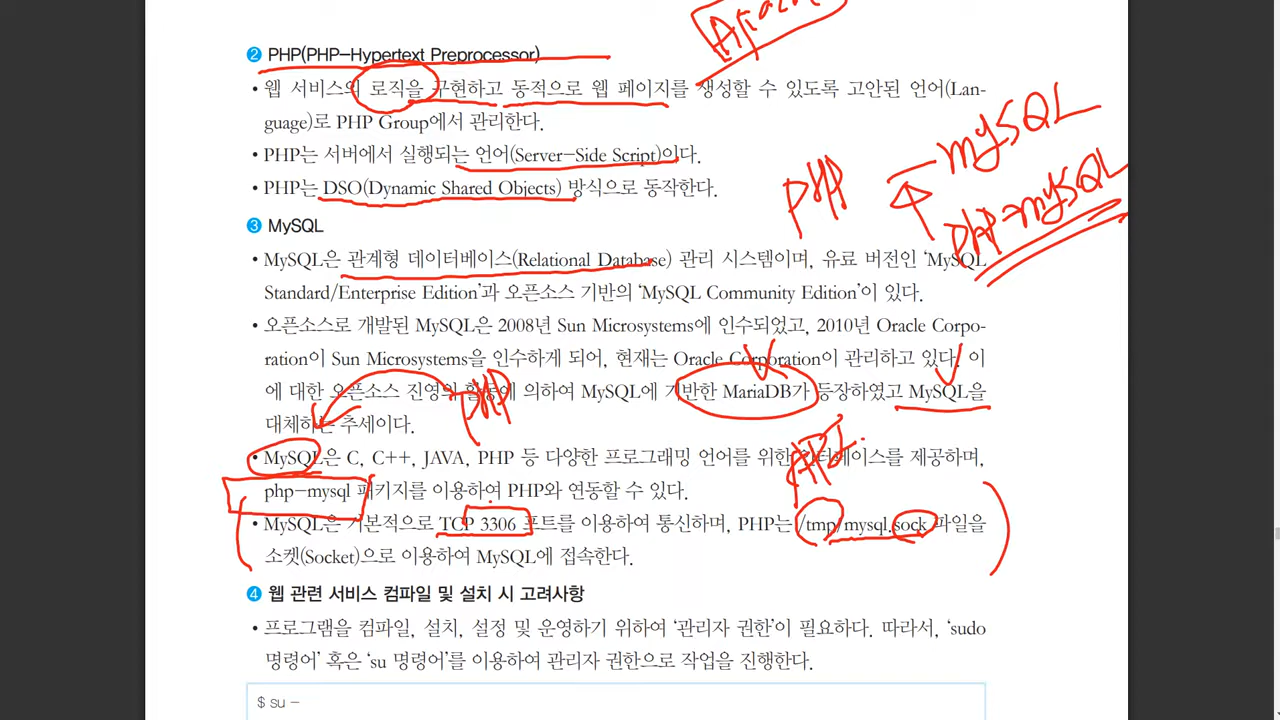 Apache
② PHP(PHP-Hypertext Preprocessor)
• 웹 서비스의 로직을 구현하고 동적으로 웹 페이지를 생성할 수 있도록 고안된 언어(Lan-
guage)로 PHP Group에서 관리한다.
mySQL
• PHP는 서버에서 실행되는 언어(Server-Side Script)이다.
PHP
• PHP는 DSO(Dynamic Shared Objects) 방식으로 동작한다.
PHP-mySQL
③ MySQL
• MySQL은 관계형 데이터베이스(Relational Database) 관리 시스템이며, 유료 버전인 ‘MySQL
Standard/Enterprise Edition’과 오픈소스 기반의 ‘MySQL Community Edition’이 있다.
• 오픈소스로 개발된 MySQL은 2008년 Sun Microsystems에 인수되었고, 2010년 Oracle Corpo-
ration이 Sun Microsystems을 인수하게 되어, 현재는 Oracle Corporation이 관리하고 있다. 이
에 대한 오픈소스 진영의 활동에 의하여 MySQL에 기반한 MariaDB가 등장하였고 MySQL을
PHP
대체하는 추세이다.
API
• MySQL은 C, C++, JAVA, PHP 등 다양한 프로그래밍 언어를 위한 인터페이스를 제공하며,
php-mysql 패키지를 이용하여 PHP와 연동할 수 있다.
• MySQL은 기본적으로 TCP 3306 포트를 이용하여 통신하며, PHP는 /tmp/mysql.sock 파일을
소켓(Socket)으로 이용하여 MySQL에 접속한다.
④ 웹 관련 서비스 컴파일 및 설치 시 고려사항
• 프로그램을 컴파일, 설치, 설정 및 운영하기 위하여 ‘관리자 권한’이 필요하다. 따라서, ‘sudo
명령어’ 혹은 ‘su 명령어’를 이용하여 관리자 권한으로 작업을 진행한다.
$ su -